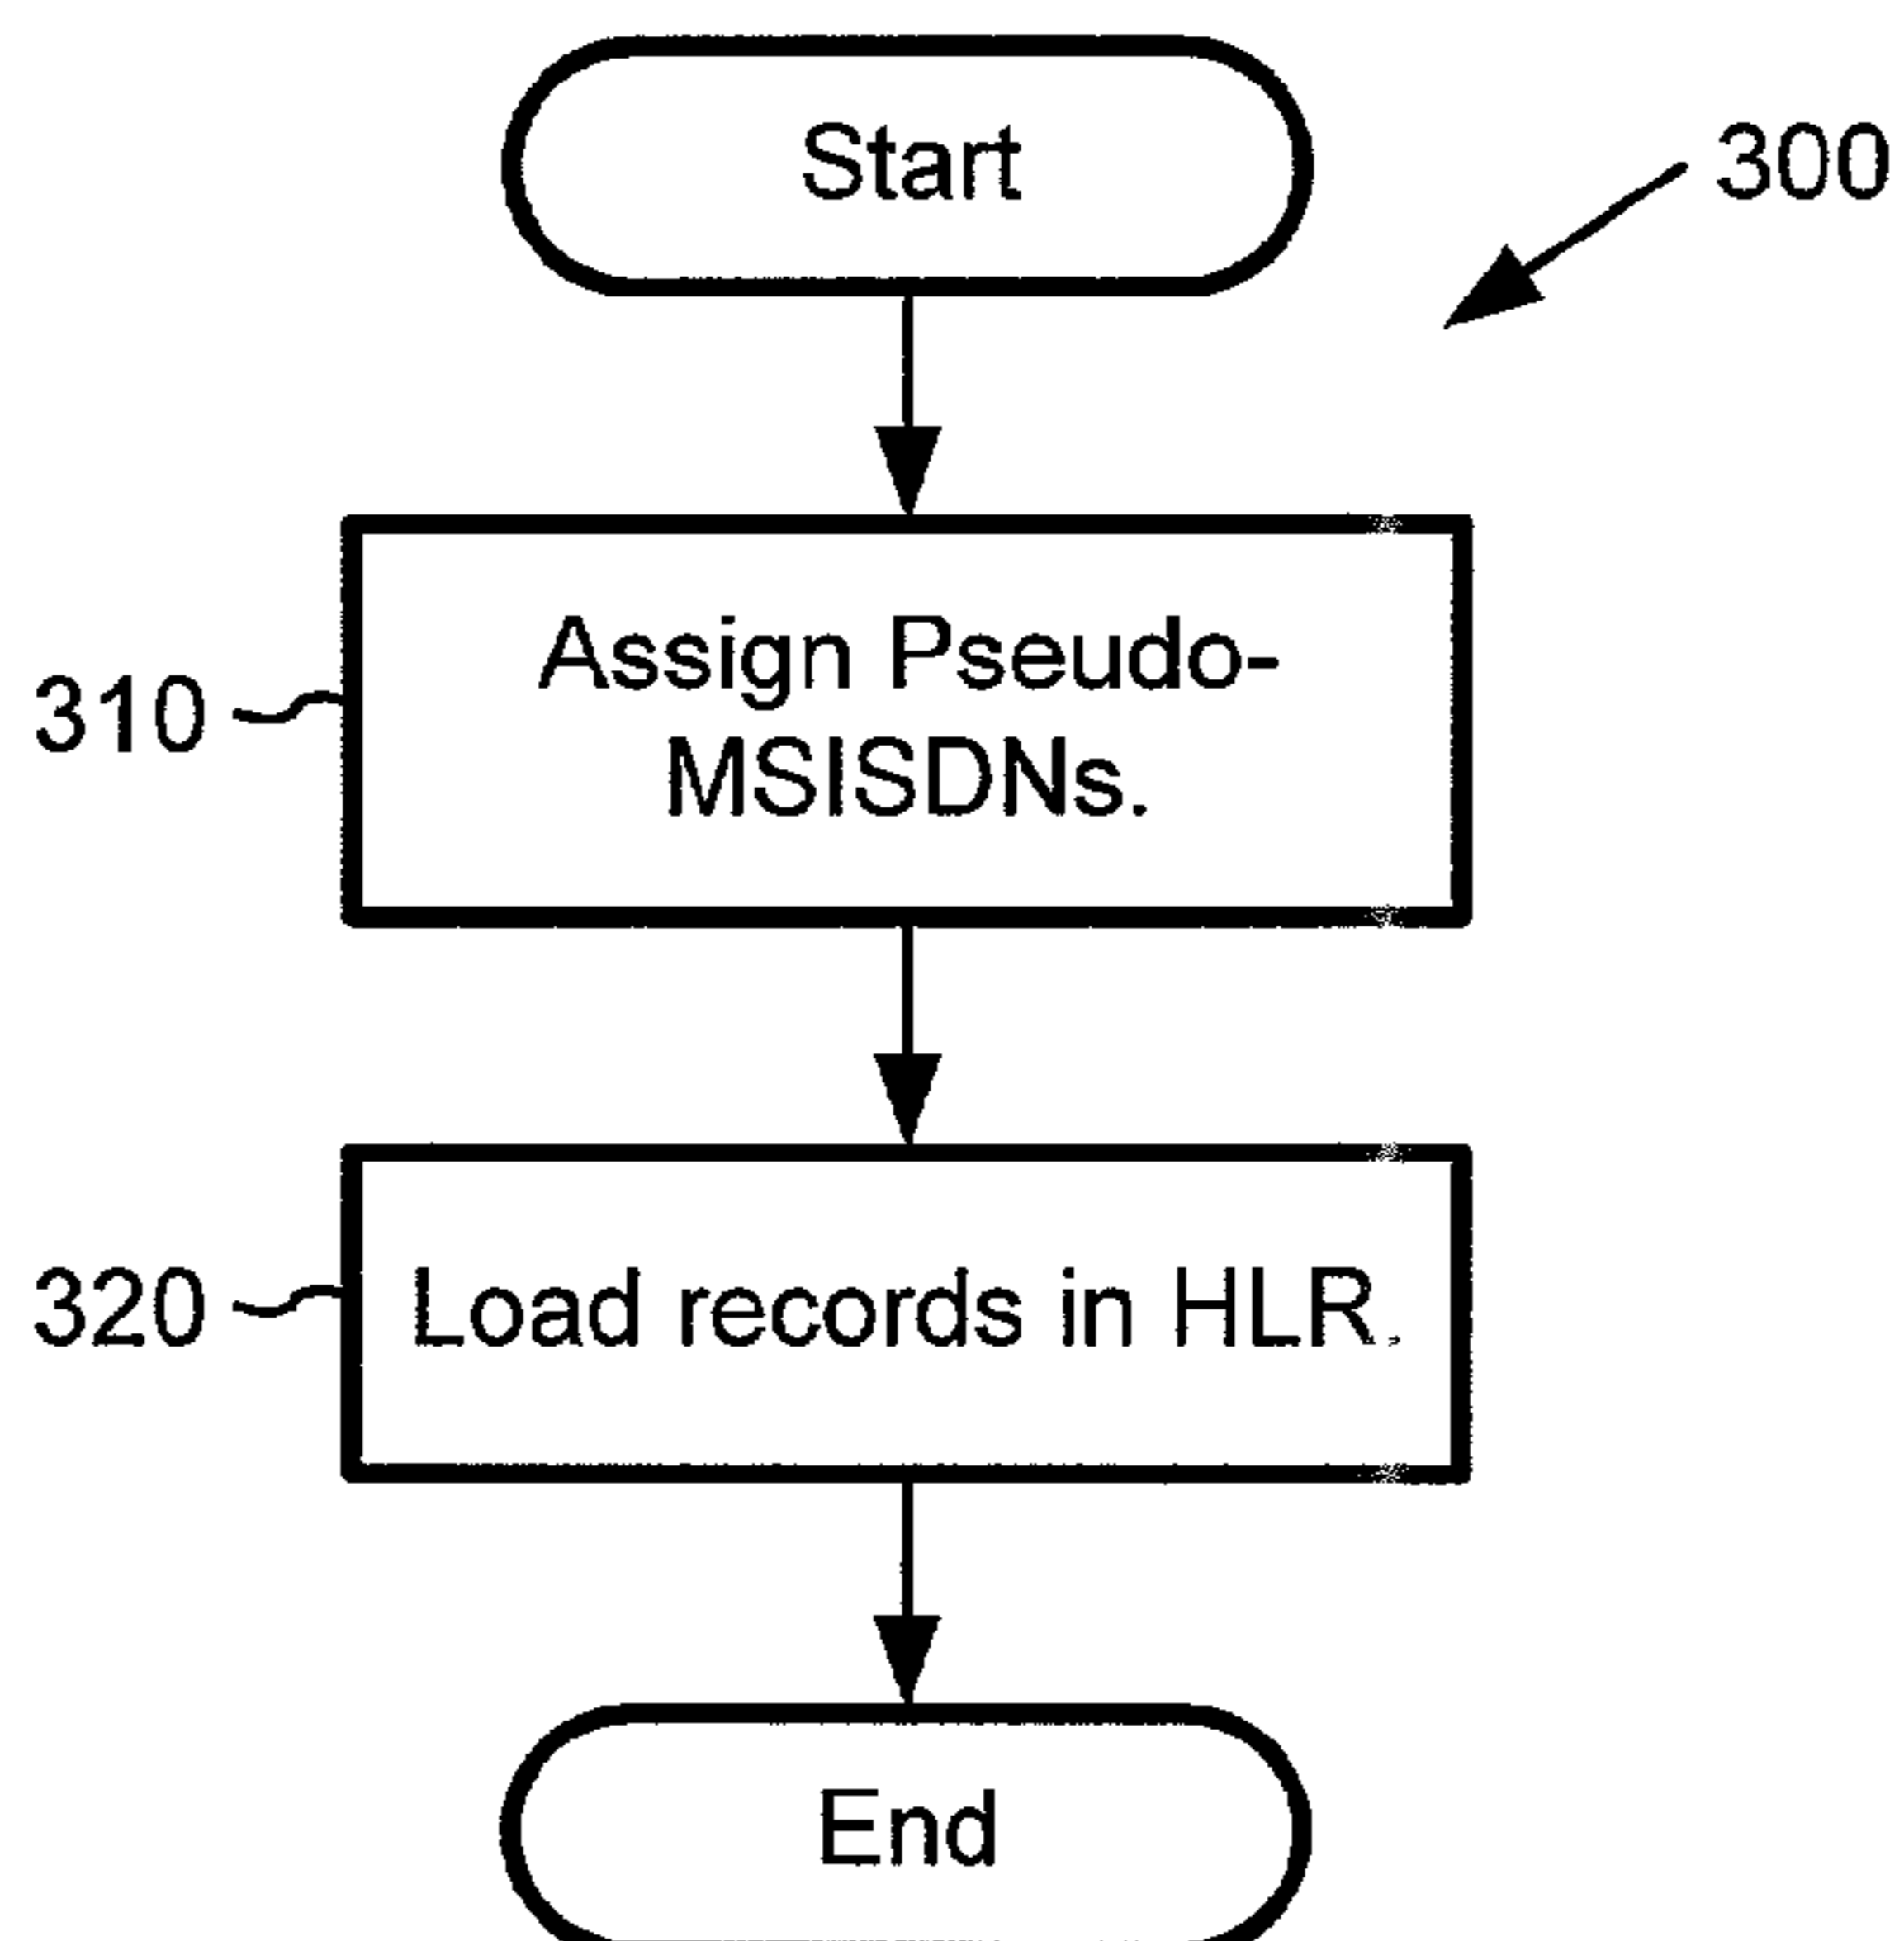 Start
300
310
Assign Pseudo-
MSISDNs.
320
Load records in HLR.
End